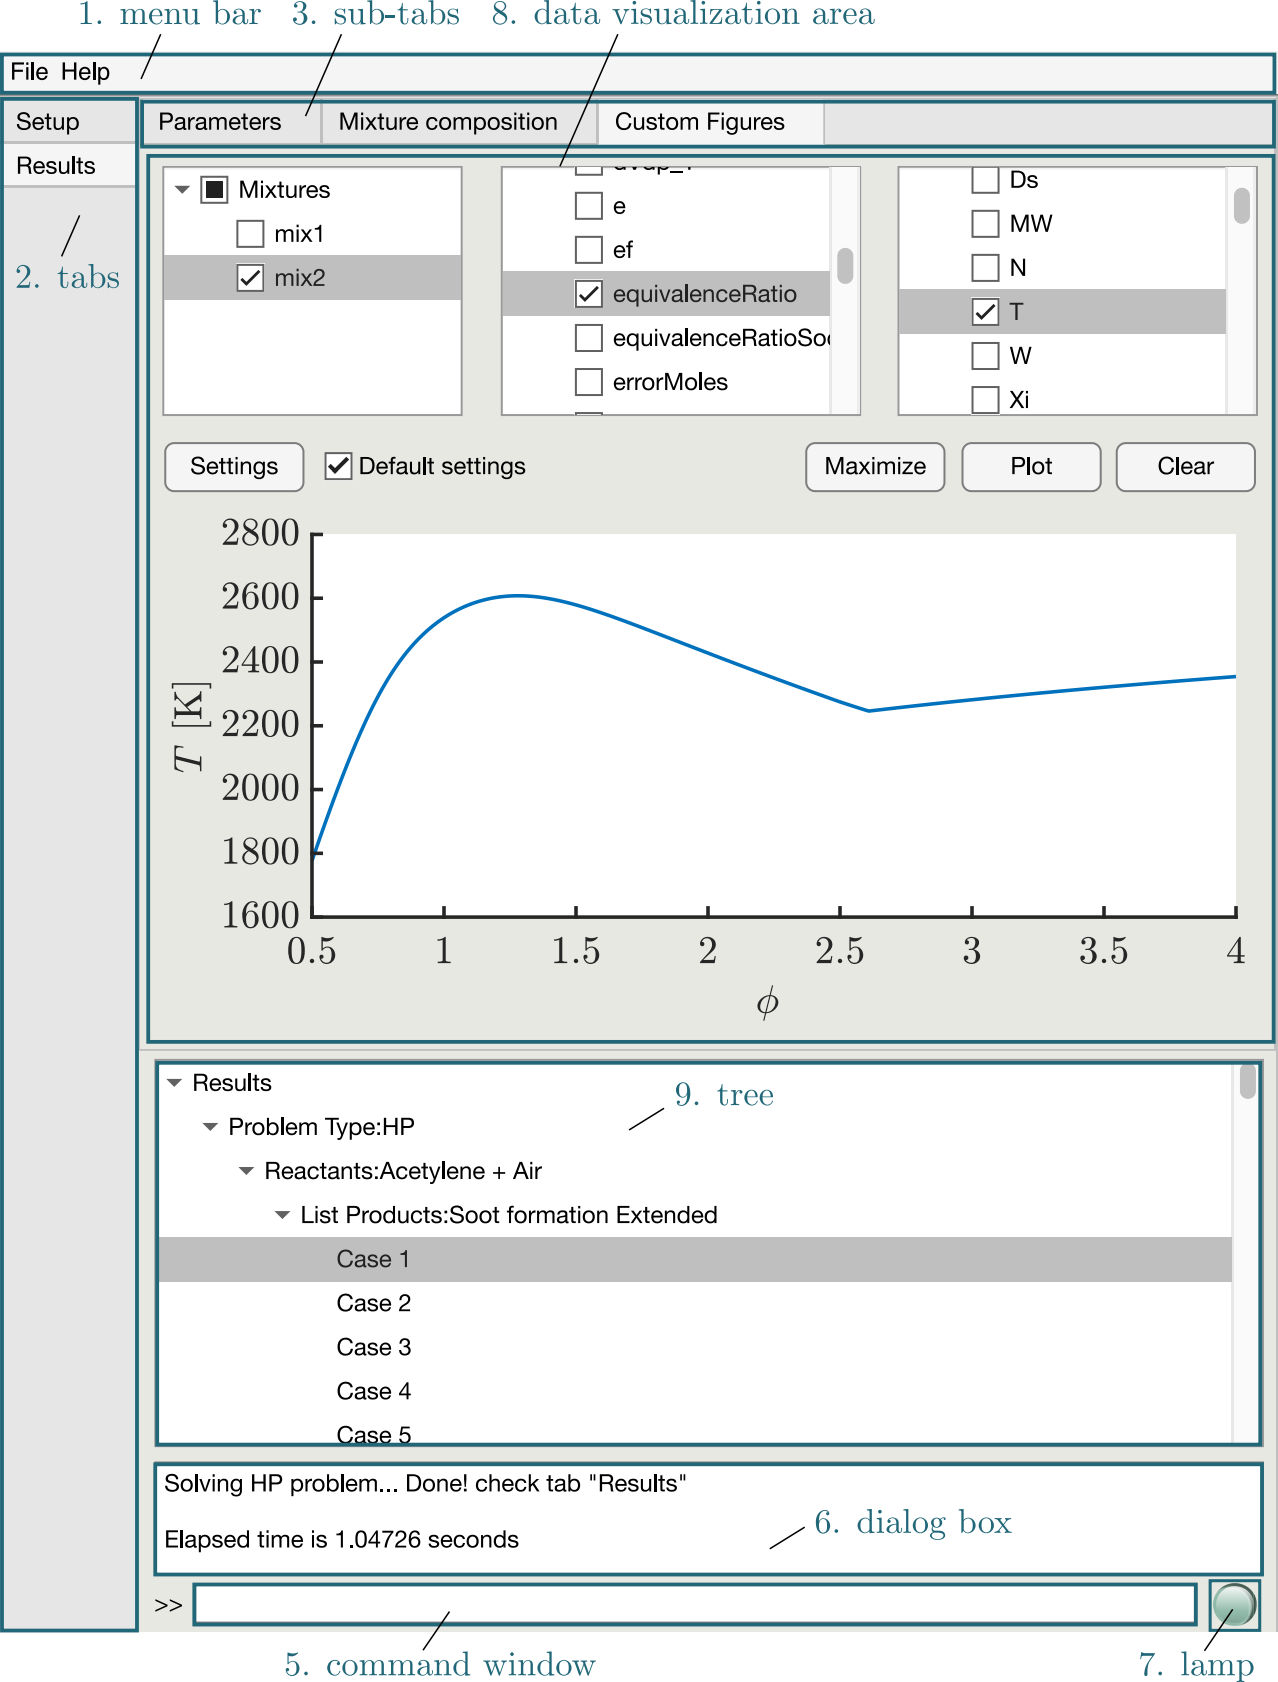 1. menu bar 3. sub-tabs 8. data visualization area
File Help
Setup
Results
2. tabs
Parameters Mixture composition Custom Figures
Mixtures
mix1
mix2
e
ef
equivalenceRatio
equivalenceRatioSoo
errorMoles
Ds
MW
N
T
W
Xi
Settings Default settings Maximize Plot Clear
2800
2600
2400
2200
2000
1800
1600
T [K]
0.5 1 1.5 2 2.5 3 3.5 4
ϕ
Results
9. tree
Problem Type:HP
Reactants:Acetylene + Air
List Products:Soot formation Extended
Case 1
Case 2
Case 3
Case 4
Case 5
Solving HP problem... Done! check tab "Results"
6. dialog box
Elapsed time is 1.04726 seconds
>>
5. command window 7. lamp